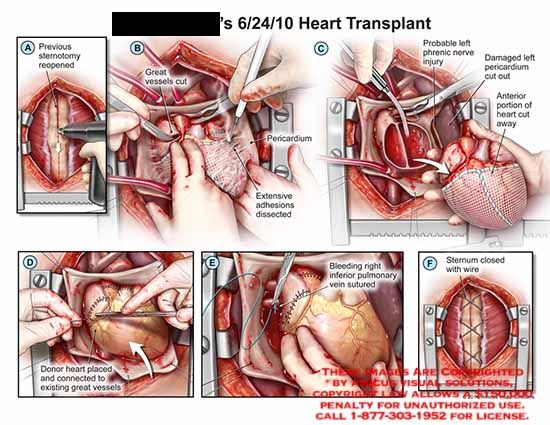 's 6/24/10 Heart Transplant
A
Previous
sternotomy
reopened
B
Great
vessels cut
Pericardium
Extensive
adhesions
dissected
C
Probable left
phrenic nerve
injury
Damaged left
pericardium
cut out
Anterior
portion of
heart cut
away
D
Donor heart placed
and connected to
existing great vessels
E
Bleeding right
inferior pulmonary
vein sutured
F
Sternum closed
with wire
These Images Are Copyrighted
by Amicus Visual Solutions.
Copyright law allows a $150,000
penalty for unauthorized use.
Call 1-877-303-1952 for license.